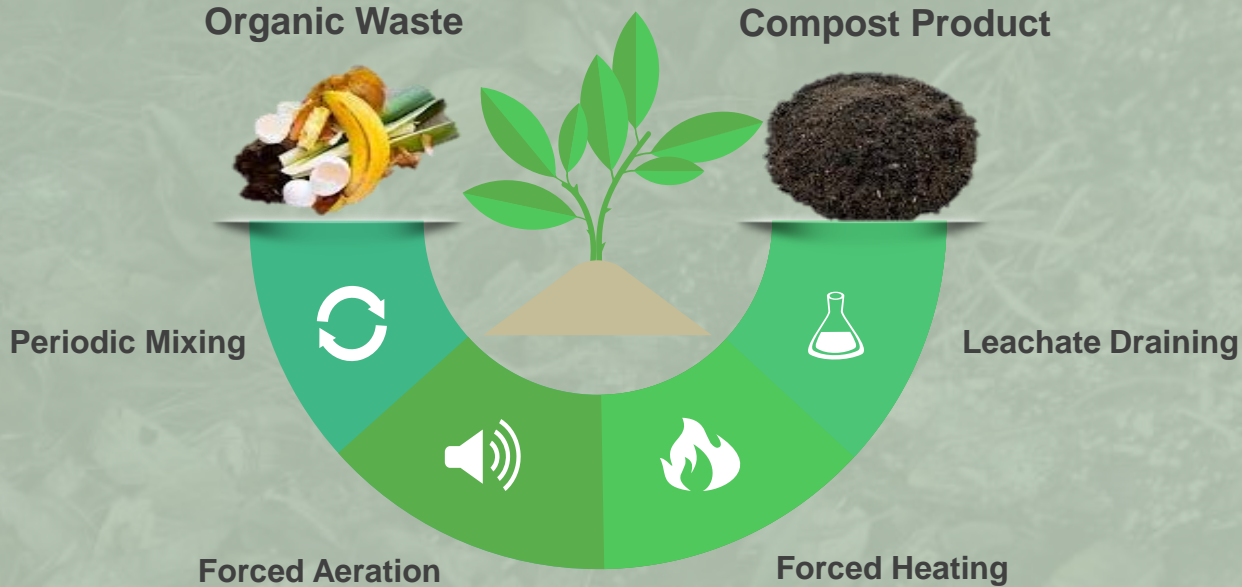 Organic Waste
Compost Product
Periodic Mixing
Leachate Draining
Forced Aeration
Forced Heating